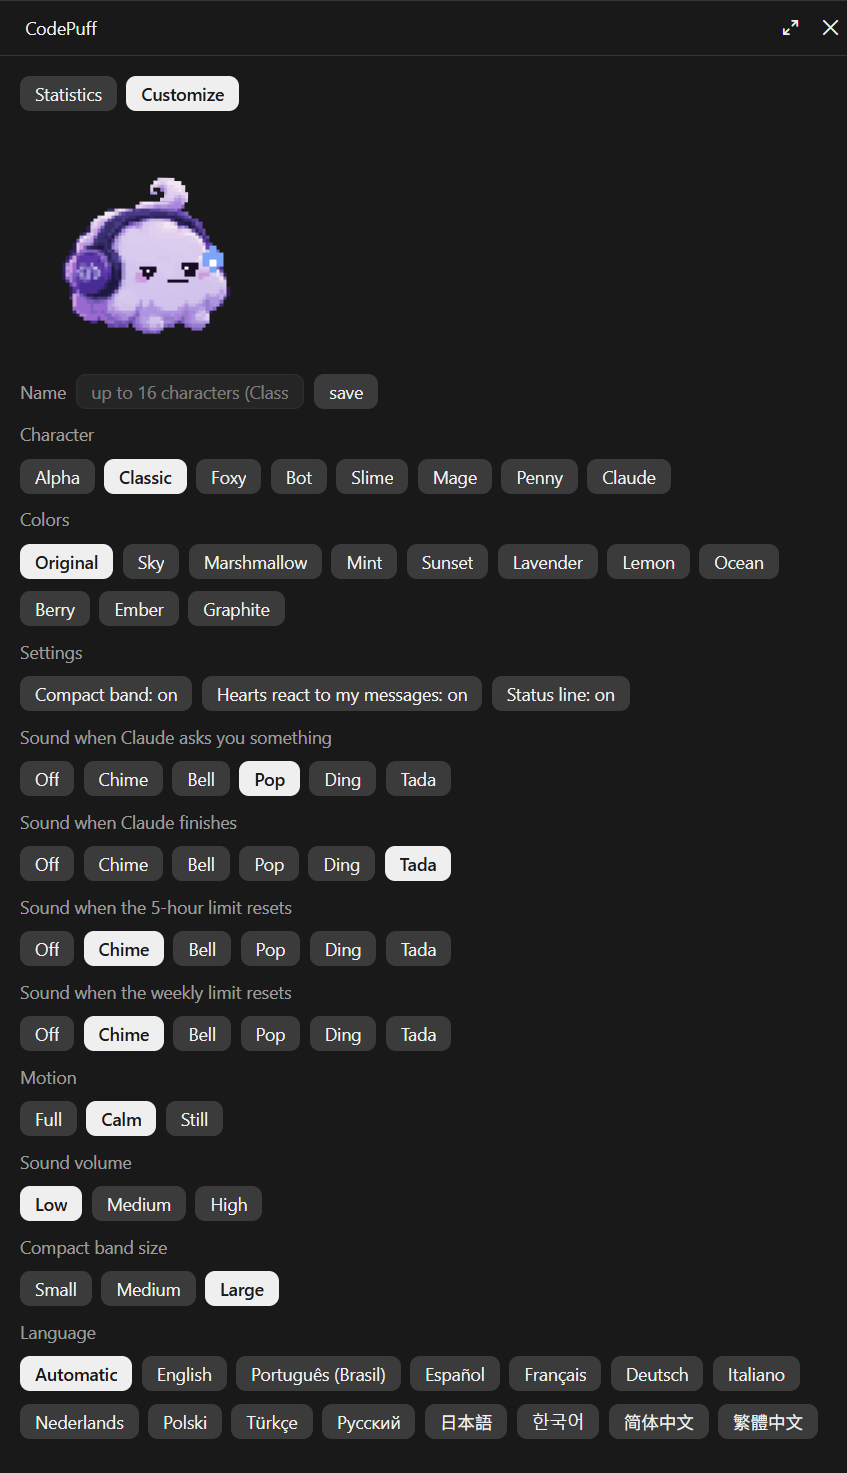 CodePuff
Statistics Customize
Name up to 16 characters (Class save
Character
Alpha Classic Foxy Bot Slime Mage Penny Claude
Colors
Original Sky Marshmallow Mint Sunset Lavender Lemon Ocean
Berry Ember Graphite
Settings
Compact band: on Hearts react to my messages: on Status line: on
Sound when Claude asks you something
Off Chime Bell Pop Ding Tada
Sound when Claude finishes
Off Chime Bell Pop Ding Tada
Sound when the 5-hour limit resets
Off Chime Bell Pop Ding Tada
Sound when the weekly limit resets
Off Chime Bell Pop Ding Tada
Motion
Full Calm Still
Sound volume
Low Medium High
Compact band size
Small Medium Large
Language
Automatic English Português (Brasil) Español Français Deutsch Italiano
Nederlands Polski Türkçe Русский 日本語 한국어 简体中文 繁體中文